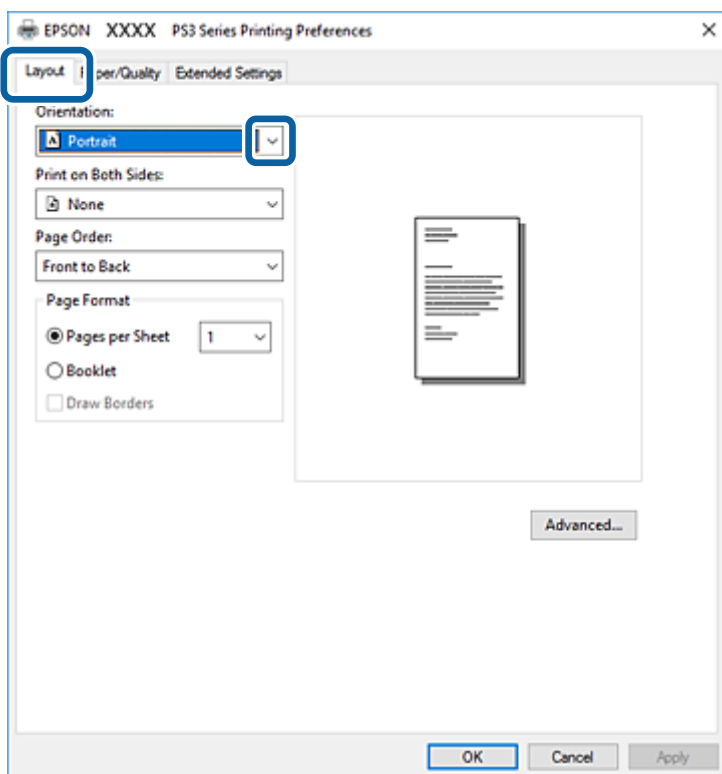 EPSON XXXX PS3 Series Printing Preferences
Layout per/Quality Extended Settings
Orientation:
Portrait
Print on Both Sides:
None
Page Order:
Front to Back
Page Format
Pages per Sheet 1
Booklet
Draw Borders
Advanced...
OK Cancel Apply